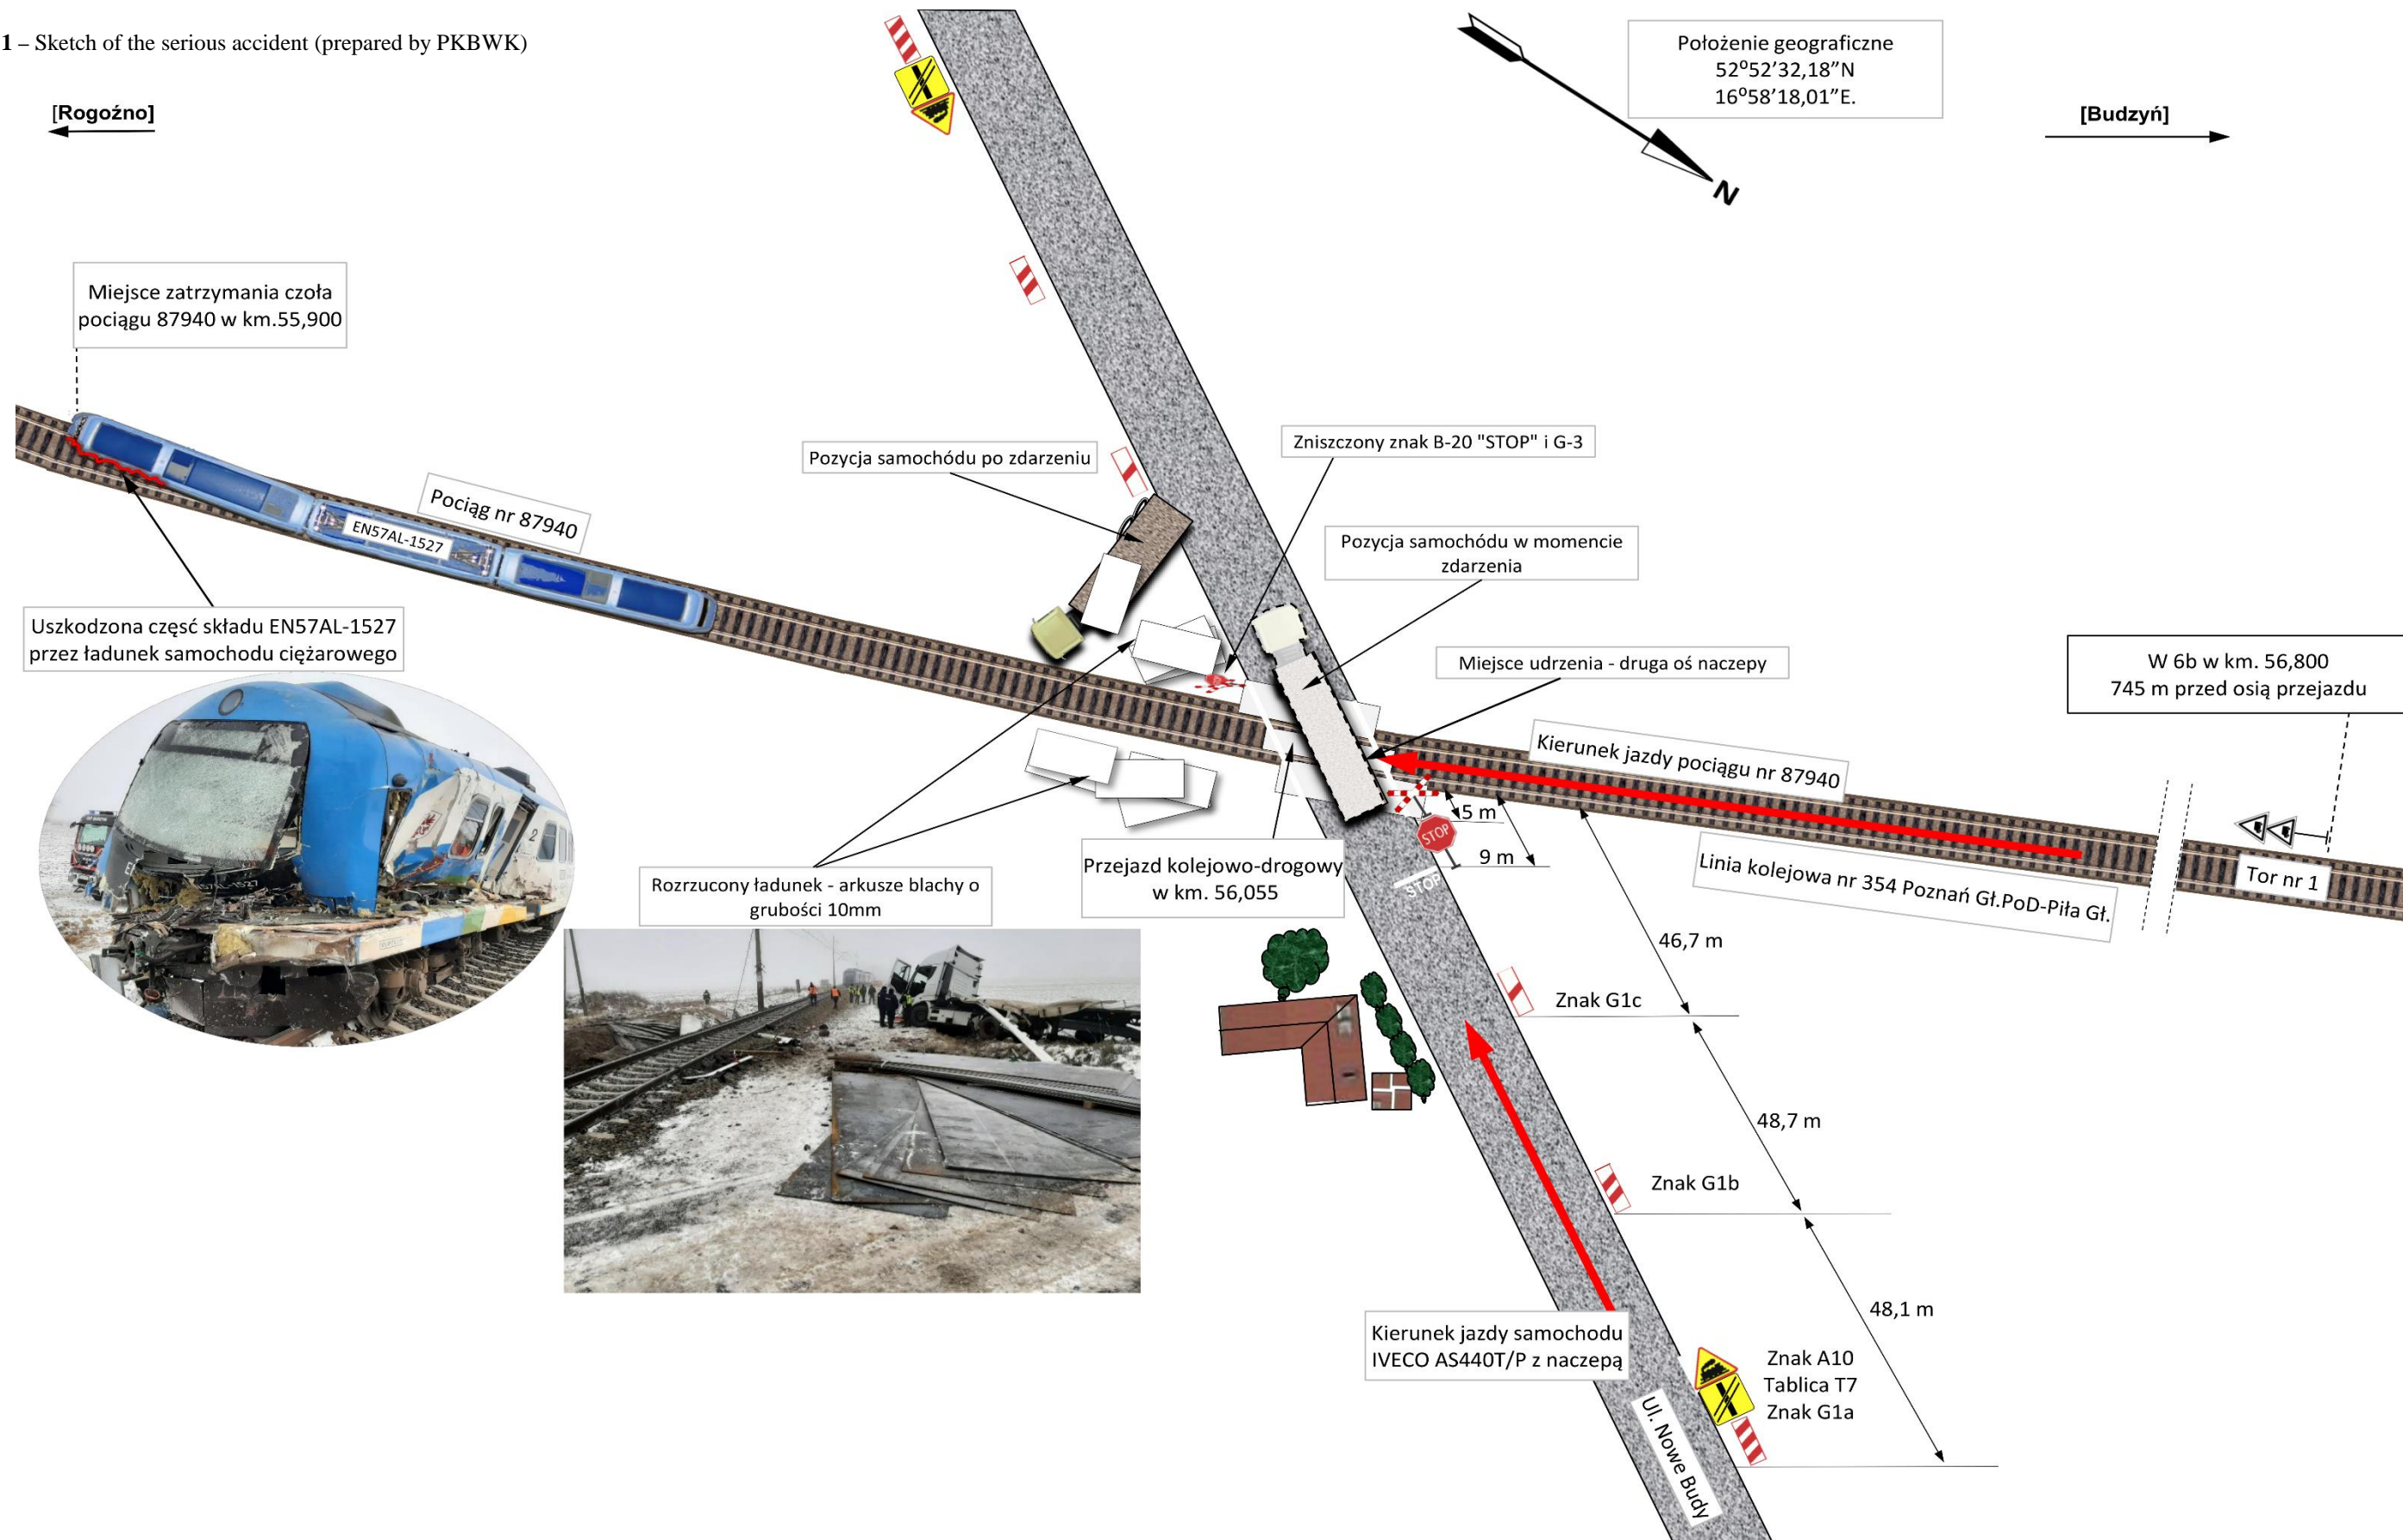 1 – Sketch of the serious accident (prepared by PKBWK)
[Rogoźno]
Położenie geograficzne
52⁰52’32,18”N
16⁰58’18,01”E.
[Budzyń]
N
Miejsce zatrzymania czoła
pociągu 87940 w km.55,900
Pozycja samochódu po zdarzeniu
Zniszczony znak B-20 "STOP" i G-3
Pociąg nr 87940
EN57AL-1527
Pozycja samochódu w momencie
zdarzenia
Uszkodzona część składu EN57AL-1527
przez ładunek samochodu ciężarowego
Miejsce udrzenia - druga oś naczepy
W 6b w km. 56,800
745 m przed osią przejazdu
Kierunek jazdy pociągu nr 87940
5 m
STOP
9 m
STOP
Linia kolejowa nr 354 Poznań Gł.PoD-Piła Gł.
Tor nr 1
Przejazd kolejowo-drogowy
w km. 56,055
Rozrzucony ładunek - arkusze blachy o
grubości 10mm
2
46,7 m
Znak G1c
48,7 m
Znak G1b
48,1 m
Kierunek jazdy samochodu
IVECO AS440T/P z naczepą
Znak A10
Tablica T7
Znak G1a
Ul. Nowe Budy